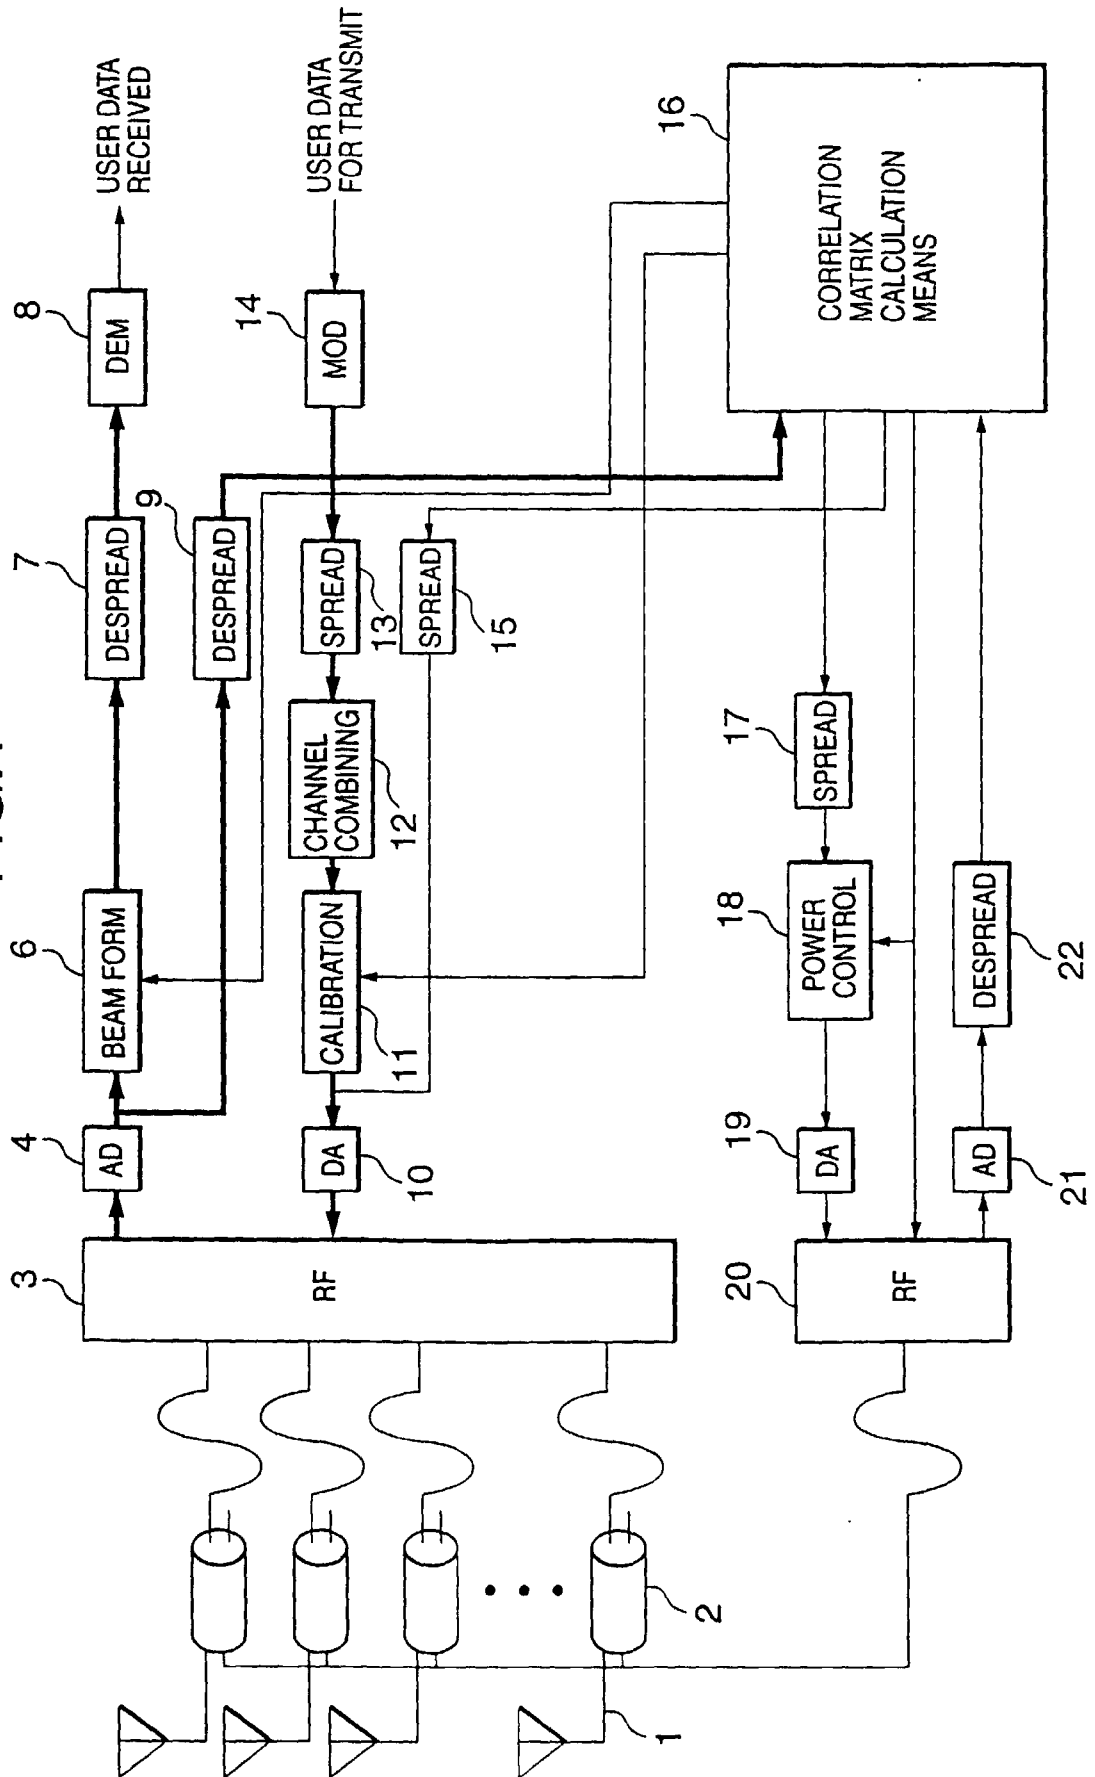 3
RF
4
AD
6
BEAM FORM
7
DESPREAD
8
DEM
USER DATA
RECEIVED
9
DESPREAD
DA
10
CALIBRATION
11
CHANNEL
COMBINING
12
SPREAD
13
14
MOD
USER DATA
FOR TRANSMIT
SPREAD
15
16
CORRELATION
MATRIX
CALCULATION
MEANS
17
SPREAD
18
POWER
CONTROL
19
DA
20
RF
AD
21
DESPREAD
22
1
2